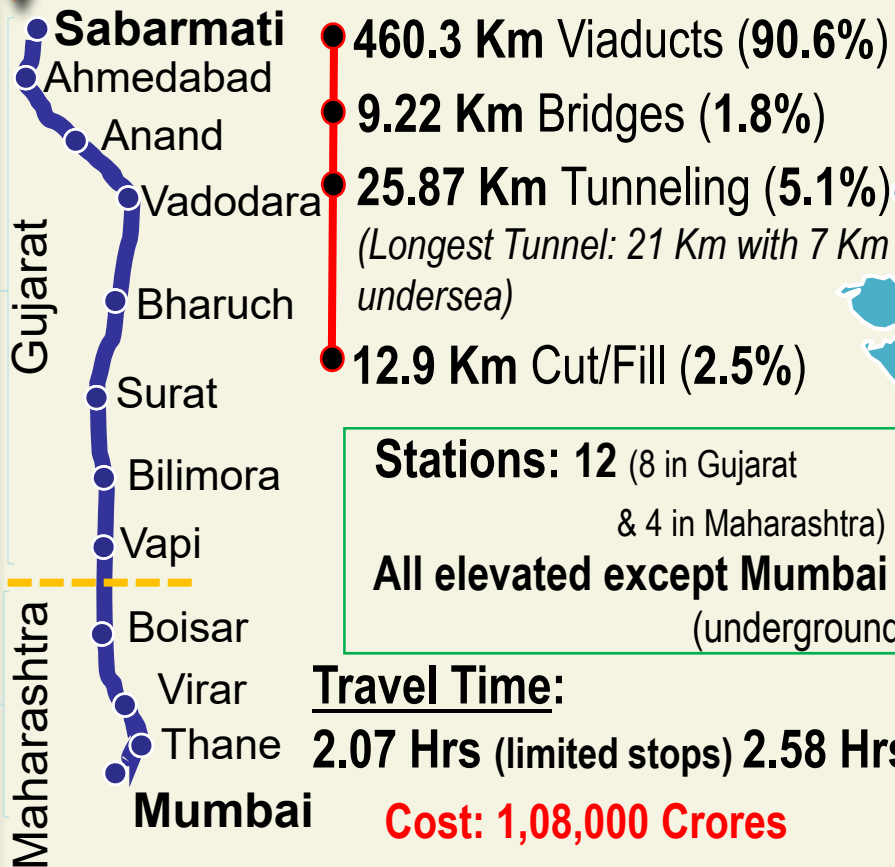 Sabarmati
Ahmedabad
Anand
Vadodara
Bharuch
Surat
Bilimora
Vapi
Boisar
Virar
Thane
Mumbai
Gujarat
Maharashtra
460.3 Km Viaducts (90.6%)
9.22 Km Bridges (1.8%)
25.87 Km Tunneling (5.1%)
(Longest Tunnel: 21 Km with 7 Km
undersea)
12.9 Km Cut/Fill (2.5%)
Stations: 12 (8 in Gujarat
& 4 in Maharashtra)
All elevated except Mumbai
(underground
Travel Time:
2.07 Hrs (limited stops) 2.58 Hrs
Cost: 1,08,000 Crores